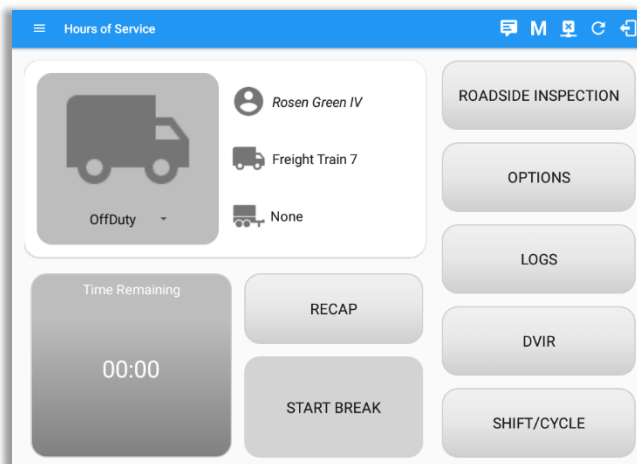 Hours of Service
M
Rosen Green IV
Freight Train 7
None
OffDuty
ROADSIDE INSPECTION
OPTIONS
LOGS
DVIR
SHIFT/CYCLE
Time Remaining
00:00
RECAP
START BREAK